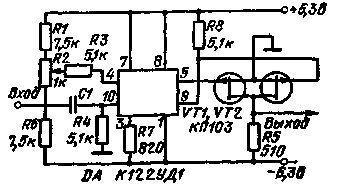 +6,3В
R1
7,5к
R2
1к
R3
5,1к
R8
5,1к
7
8
4
5
10
9
Вход
C1
R6
7,5к
R4
5,1к
3
1
R7
820
VT1, VT2
КП103
Выход
R5
510
-6,3В
DA К122УД1